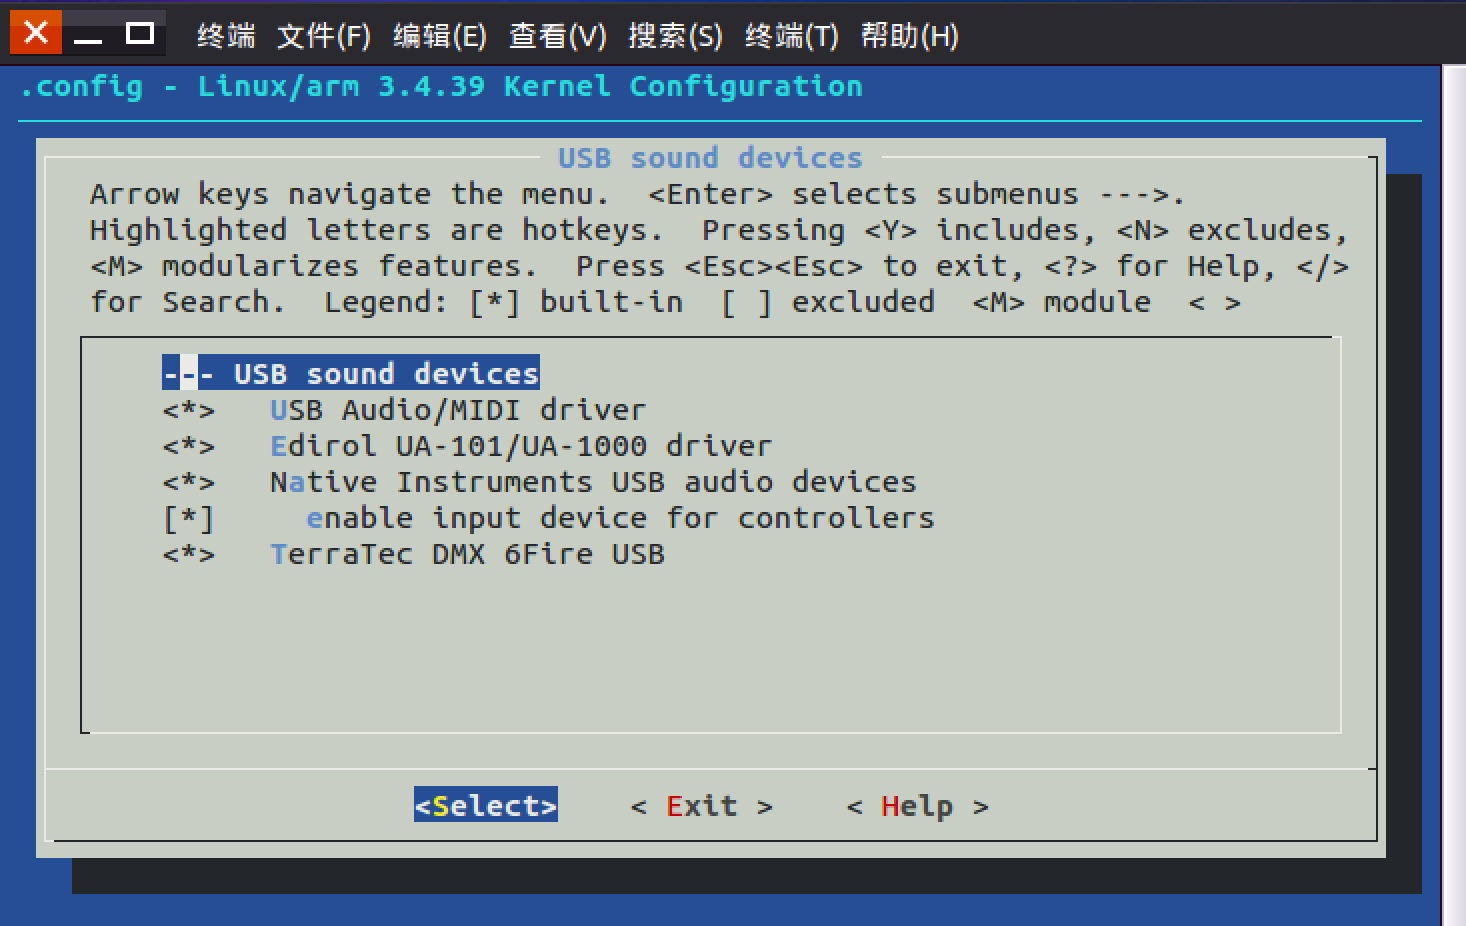 终端 文件(F) 编辑(E) 查看(V) 搜索(S) 终端(T) 帮助(H)
.config - Linux/arm 3.4.39 Kernel Configuration
USB sound devices
Arrow keys navigate the menu.  <Enter> selects submenus --->.
Highlighted letters are hotkeys.  Pressing <Y> includes, <N> excludes,
<M> modularizes features.  Press <Esc><Esc> to exit, <?> for Help, </>
for Search.  Legend: [*] built-in  [ ] excluded  <M> module  < >
--- USB sound devices
<*>   USB Audio/MIDI driver
<*>   Edirol UA-101/UA-1000 driver
<*>   Native Instruments USB audio devices
[*]     enable input device for controllers
<*>   TerraTec DMX 6Fire USB
<Select>    < Exit >    < Help >